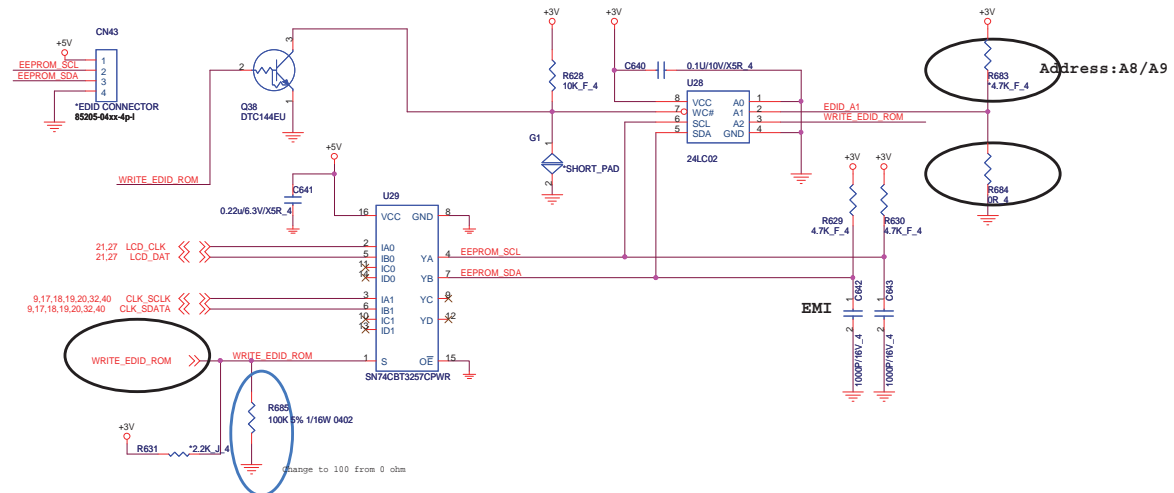 CN43
+5V
1
2
3
4
EEPROM_SCL
EEPROM_SDA
*EDID CONNECTOR
85205-04xx-4p-l
WRITE_EDID_ROM
2
3
1
Q38
DTC144EU
+3V
R628
10K_F_4
G1
1
2
*SHORT_PAD
+3V
C640
0.1U/10V/X5R_4
U28
8 VCC A0 1
7 WC# A1 2
6 SCL A2 3
5 SDA GND 4
24LC02
EDID_A1
WRITE_EDID_ROM
+3V
R683
*4.7K_F_4
Address:A8/A9
R684
0R_4
+5V
C641
0.22u/6.3V/X5R_4
U29
16 VCC GND 8
21,27 LCD_CLK 2 IA0
21,27 LCD_DAT 5 IB0
11 IC0
14 ID0
9,17,18,19,20,32,40 CLK_SCLK 3 IA1
9,17,18,19,20,32,40 CLK_SDATA 6 IB1
10 IC1
13 ID1
YA 4 EEPROM_SCL
YB 7 EEPROM_SDA
YC 9
YD 12
WRITE_EDID_ROM
WRITE_EDID_ROM
1 S OE 15
SN74CBT3257CPWR
+3V
+3V
R629
4.7K_F_4
R630
4.7K_F_4
EMI
1
2
C642
1000P/16V_4
1
2
C643
1000P/16V_4
R685
100K 5% 1/16W 0402
+3V
R631
*2.2K_J_4
Change to 100 from 0 ohm